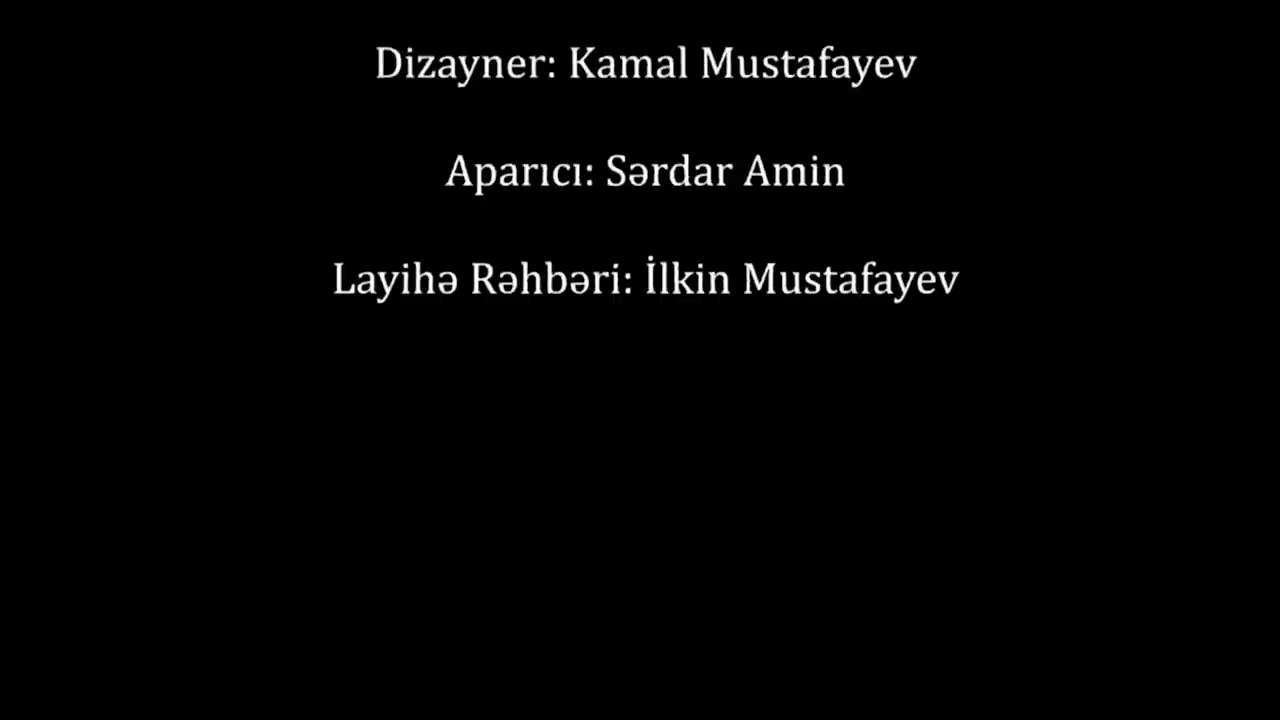 Dizayner: Kamal Mustafayev
Aparıcı: Sərdar Amin
Layihə Rəhbəri: İlkin Mustafayev